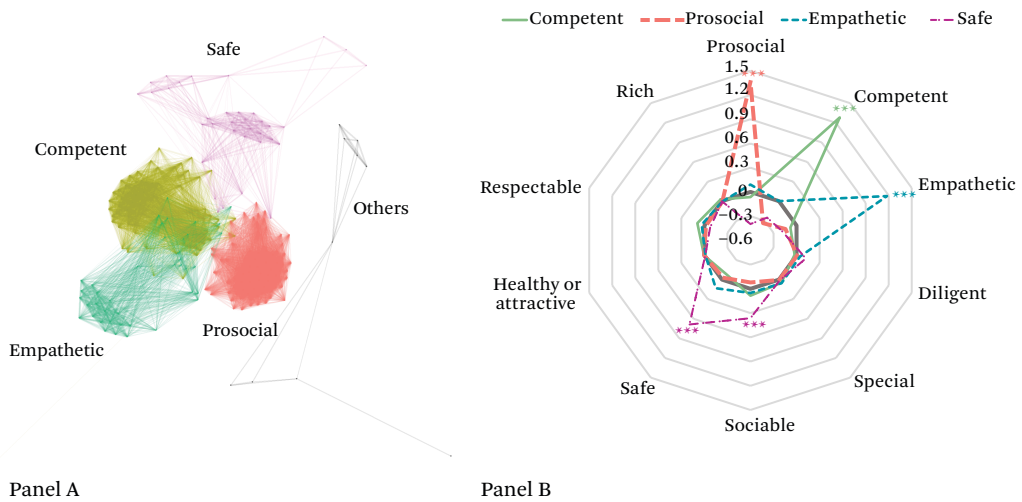 Safe
Competent
Others
Prosocial
Empathetic
Panel A
Competent Prosocial Empathetic Safe
Prosocial
1.5
1.2
0.9
0.6
0.3
0
−0.3
−0.6
***
Competent
***
Empathetic
***
Diligent
Special
Sociable
***
Safe
***
Healthy or
attractive
Respectable
Rich
Panel B